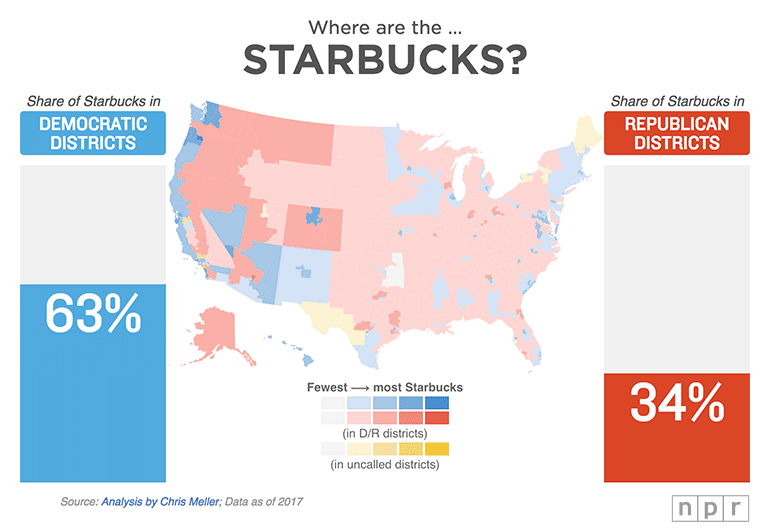 Where are the ...
STARBUCKS?
Share of Starbucks in
DEMOCRATIC
DISTRICTS
63%
Share of Starbucks in
REPUBLICAN
DISTRICTS
34%
Fewest ⟶ most Starbucks
(in D/R districts)
(in uncalled districts)
Source: Analysis by Chris Meller; Data as of 2017
npr